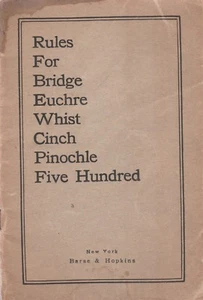 Rules
For
Bridge
Euchre
Whist
Cinch
Pinochle
Five Hundred
New York
Barse & Hopkins